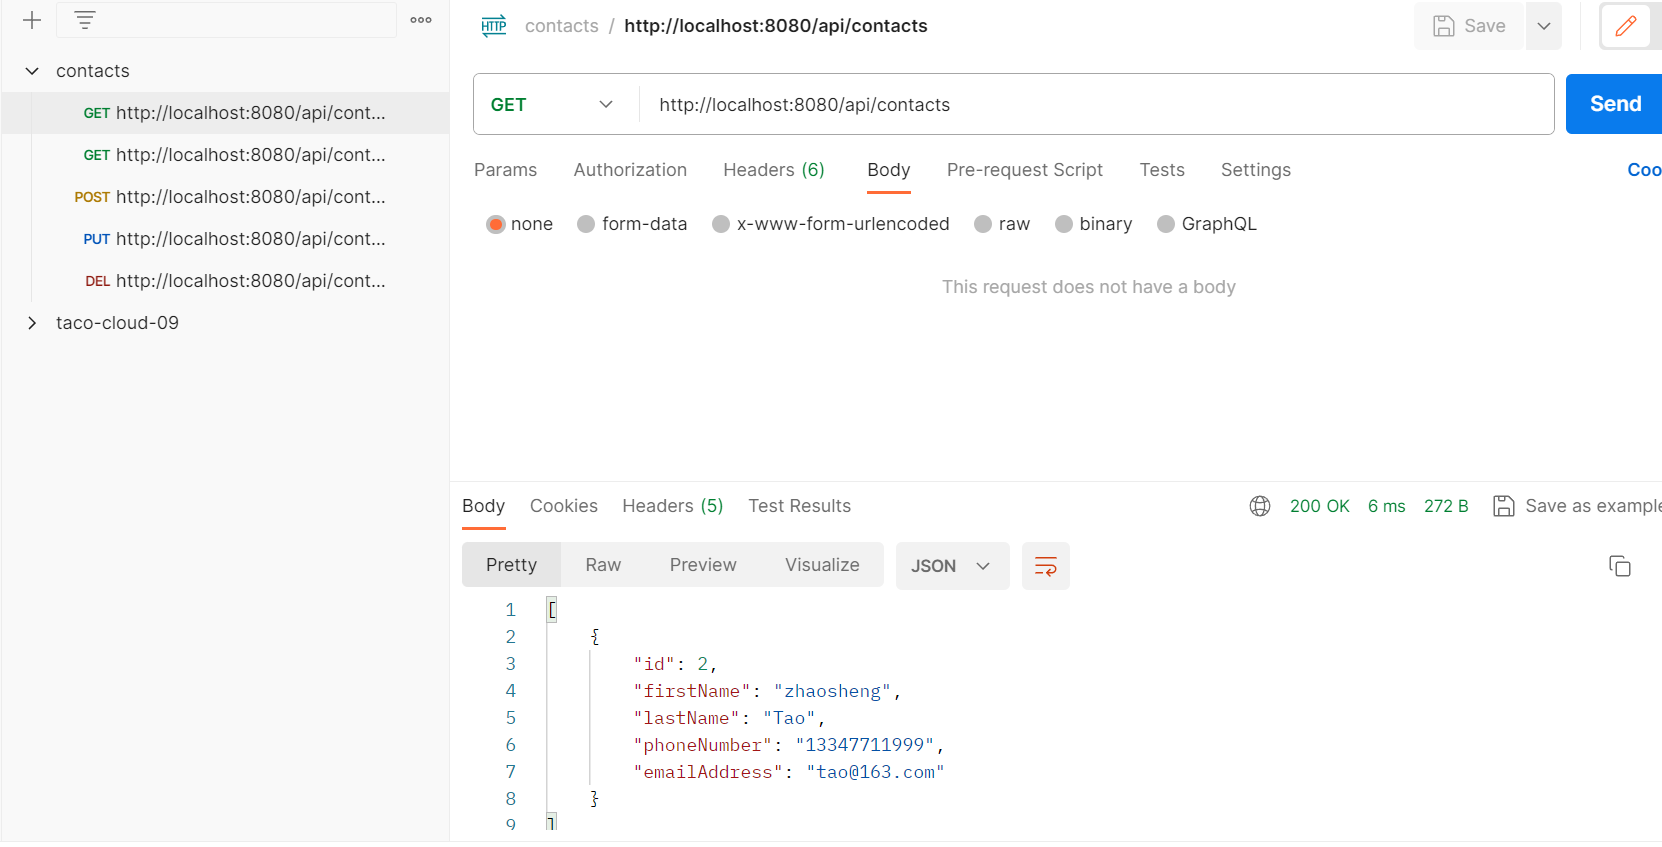 contacts
GET http://localhost:8080/api/cont...
GET http://localhost:8080/api/cont...
POST http://localhost:8080/api/cont...
PUT http://localhost:8080/api/cont...
DEL http://localhost:8080/api/cont...
taco-cloud-09
HTTP contacts / http://localhost:8080/api/contacts
Save
GET http://localhost:8080/api/contacts Send
Params Authorization Headers (6) Body Pre-request Script Tests Settings Coo
none form-data x-www-form-urlencoded raw binary GraphQL
This request does not have a body
Body Cookies Headers (5) Test Results 200 OK 6 ms 272 B Save as example
Pretty Raw Preview Visualize JSON
1 [
2 {
3 "id": 2,
4 "firstName": "zhaosheng",
5 "lastName": "Tao",
6 "phoneNumber": "13347711999",
7 "emailAddress": "tao@163.com"
8 }
9 ]